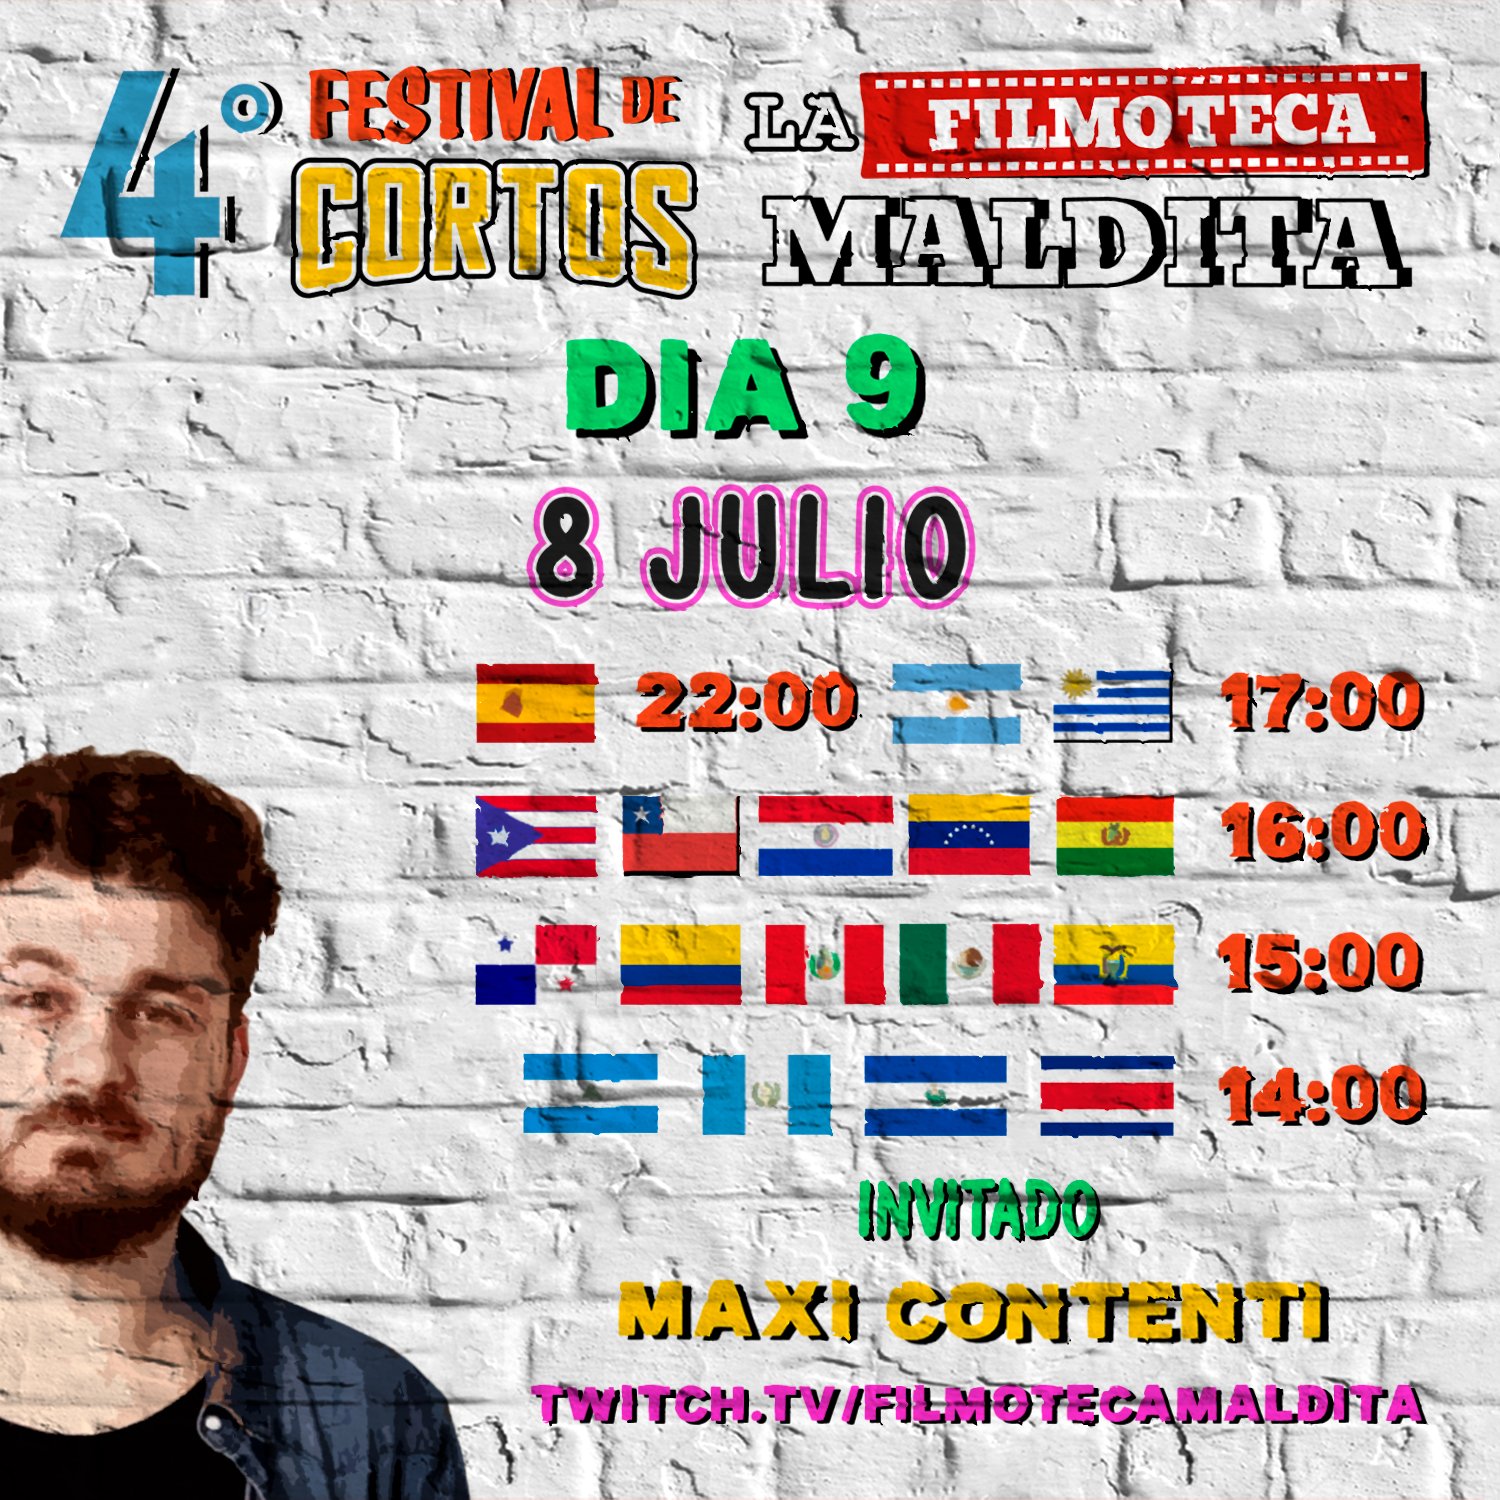 4º FESTIVAL DE
CORTOS
LA FILMOTECA
MALDITA
DIA 9
8 JULIO
22:00 17:00
16:00
15:00
14:00
INVITADO
MAXI CONTENTI
TWITCH.TV/FILMOTECAMALDITA